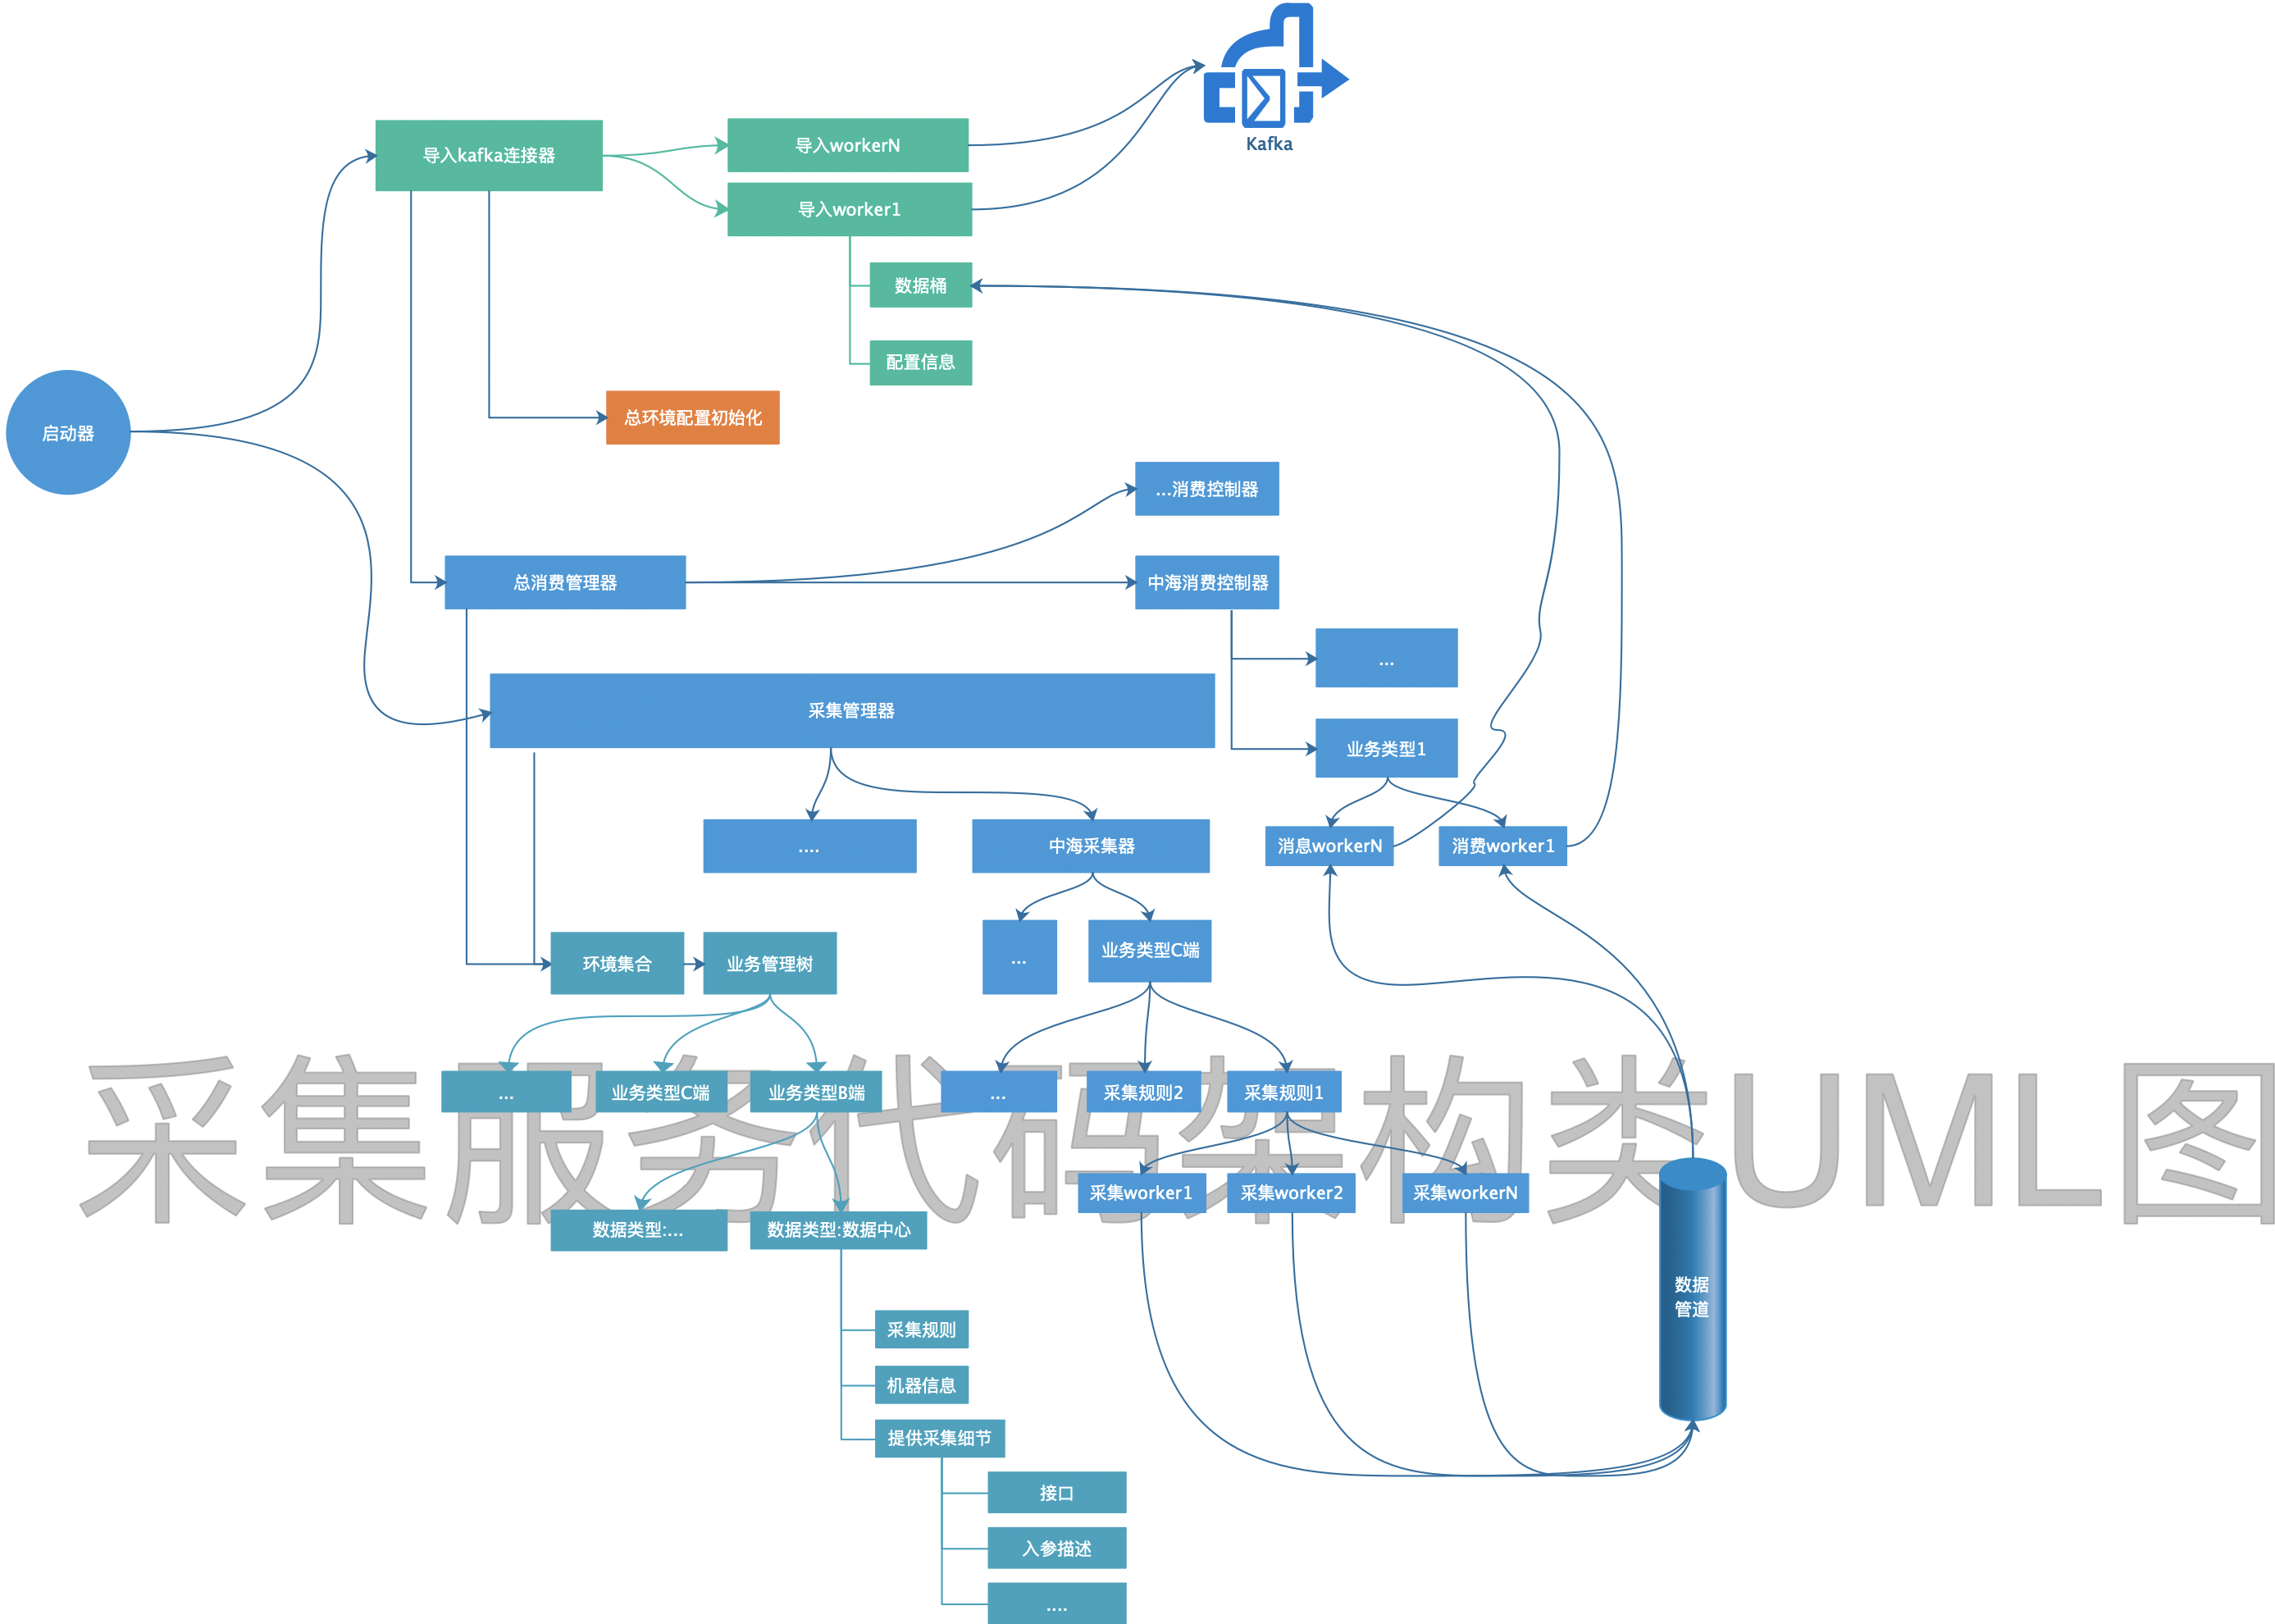 Kafka
导入kafka连接器
导入workerN
导入worker1
数据桶
配置信息
总环境配置初始化
启动器
...消费控制器
总消费管理器
中海消费控制器
...
采集管理器
业务类型1
....
中海采集器
消息workerN
消费worker1
环境集合
业务管理树
...
业务类型C端
采集服务代码架构类UML图
...
业务类型C端
业务类型B端
...
采集规则2
采集规则1
采集worker1
采集worker2
采集workerN
数据类型:...
数据类型:数据中心
数据
管道
采集规则
机器信息
提供采集细节
接口
入参描述
....